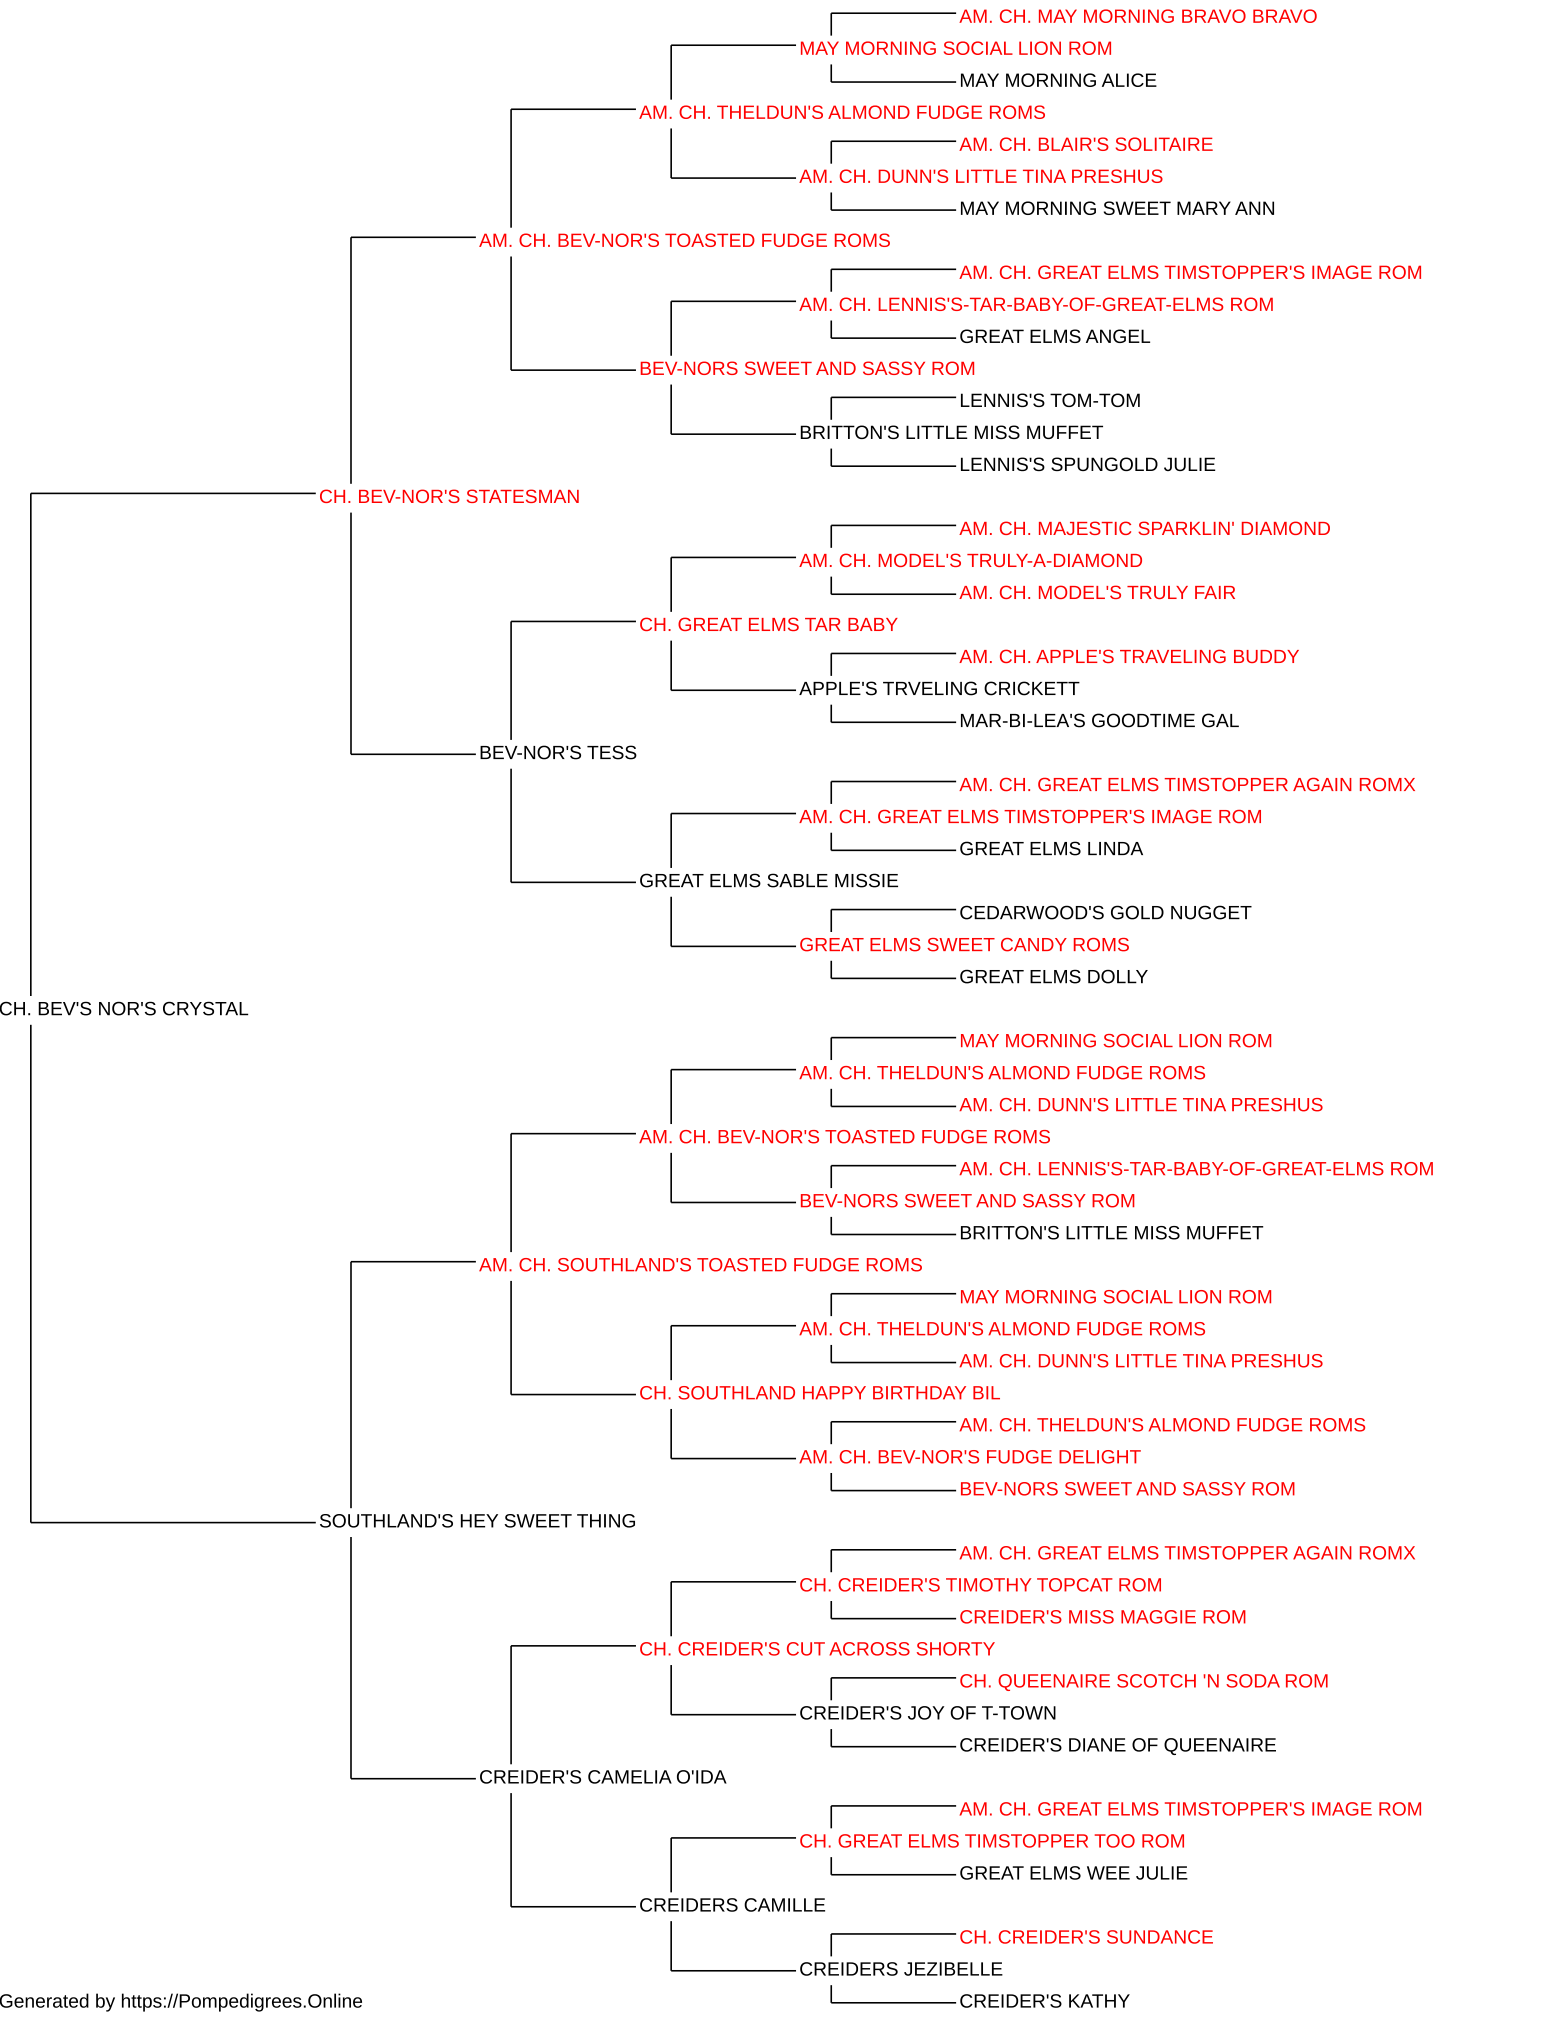 AM. CH. MAY MORNING BRAVO BRAVO
MAY MORNING SOCIAL LION ROM
MAY MORNING ALICE
AM. CH. THELDUN'S ALMOND FUDGE ROMS
AM. CH. BLAIR'S SOLITAIRE
AM. CH. DUNN'S LITTLE TINA PRESHUS
MAY MORNING SWEET MARY ANN
AM. CH. BEV-NOR'S TOASTED FUDGE ROMS
AM. CH. GREAT ELMS TIMSTOPPER'S IMAGE ROM
AM. CH. LENNIS'S-TAR-BABY-OF-GREAT-ELMS ROM
GREAT ELMS ANGEL
BEV-NORS SWEET AND SASSY ROM
LENNIS'S TOM-TOM
BRITTON'S LITTLE MISS MUFFET
LENNIS'S SPUNGOLD JULIE
CH. BEV-NOR'S STATESMAN
AM. CH. MAJESTIC SPARKLIN' DIAMOND
AM. CH. MODEL'S TRULY-A-DIAMOND
AM. CH. MODEL'S TRULY FAIR
CH. GREAT ELMS TAR BABY
AM. CH. APPLE'S TRAVELING BUDDY
APPLE'S TRVELING CRICKETT
MAR-BI-LEA'S GOODTIME GAL
BEV-NOR'S TESS
AM. CH. GREAT ELMS TIMSTOPPER AGAIN ROMX
AM. CH. GREAT ELMS TIMSTOPPER'S IMAGE ROM
GREAT ELMS LINDA
GREAT ELMS SABLE MISSIE
CEDARWOOD'S GOLD NUGGET
GREAT ELMS SWEET CANDY ROMS
GREAT ELMS DOLLY
CH. BEV'S NOR'S CRYSTAL
MAY MORNING SOCIAL LION ROM
AM. CH. THELDUN'S ALMOND FUDGE ROMS
AM. CH. DUNN'S LITTLE TINA PRESHUS
AM. CH. BEV-NOR'S TOASTED FUDGE ROMS
AM. CH. LENNIS'S-TAR-BABY-OF-GREAT-ELMS ROM
BEV-NORS SWEET AND SASSY ROM
BRITTON'S LITTLE MISS MUFFET
AM. CH. SOUTHLAND'S TOASTED FUDGE ROMS
MAY MORNING SOCIAL LION ROM
AM. CH. THELDUN'S ALMOND FUDGE ROMS
AM. CH. DUNN'S LITTLE TINA PRESHUS
CH. SOUTHLAND HAPPY BIRTHDAY BIL
AM. CH. THELDUN'S ALMOND FUDGE ROMS
AM. CH. BEV-NOR'S FUDGE DELIGHT
BEV-NORS SWEET AND SASSY ROM
SOUTHLAND'S HEY SWEET THING
AM. CH. GREAT ELMS TIMSTOPPER AGAIN ROMX
CH. CREIDER'S TIMOTHY TOPCAT ROM
CREIDER'S MISS MAGGIE ROM
CH. CREIDER'S CUT ACROSS SHORTY
CH. QUEENAIRE SCOTCH 'N SODA ROM
CREIDER'S JOY OF T-TOWN
CREIDER'S DIANE OF QUEENAIRE
CREIDER'S CAMELIA O'IDA
AM. CH. GREAT ELMS TIMSTOPPER'S IMAGE ROM
CH. GREAT ELMS TIMSTOPPER TOO ROM
GREAT ELMS WEE JULIE
CREIDERS CAMILLE
CH. CREIDER'S SUNDANCE
CREIDERS JEZIBELLE
CREIDER'S KATHY
Generated by https://Pompedigrees.Online